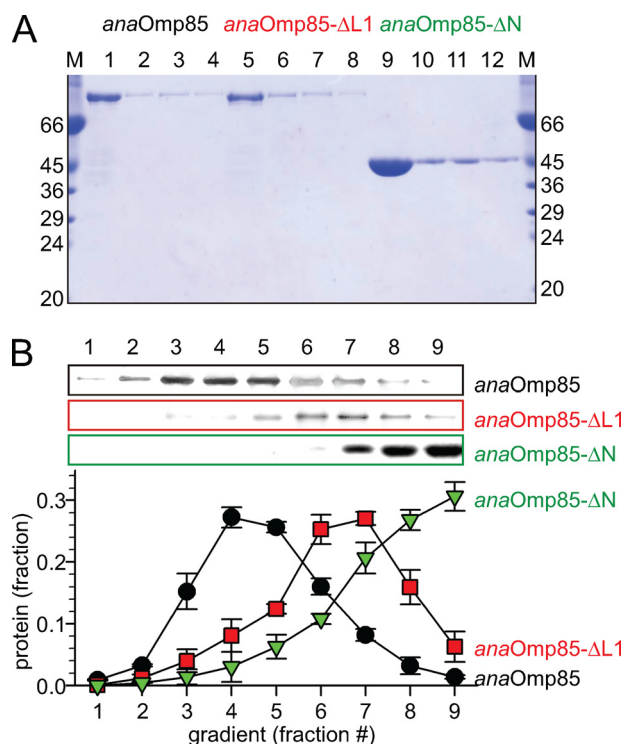 A
anaOmp85 anaOmp85-ΔL1 anaOmp85-ΔN
M 1 2 3 4 5 6 7 8 9 10 11 12 M
66 66
45 45
36 36
29 29
24 24
20 20
B
1 2 3 4 5 6 7 8 9
anaOmp85
anaOmp85-ΔL1
anaOmp85-ΔN
anaOmp85-ΔN
0.3
0.2
0.1
0.0
protein (fraction)
anaOmp85-ΔL1
anaOmp85
1 2 3 4 5 6 7 8 9
gradient (fraction #)